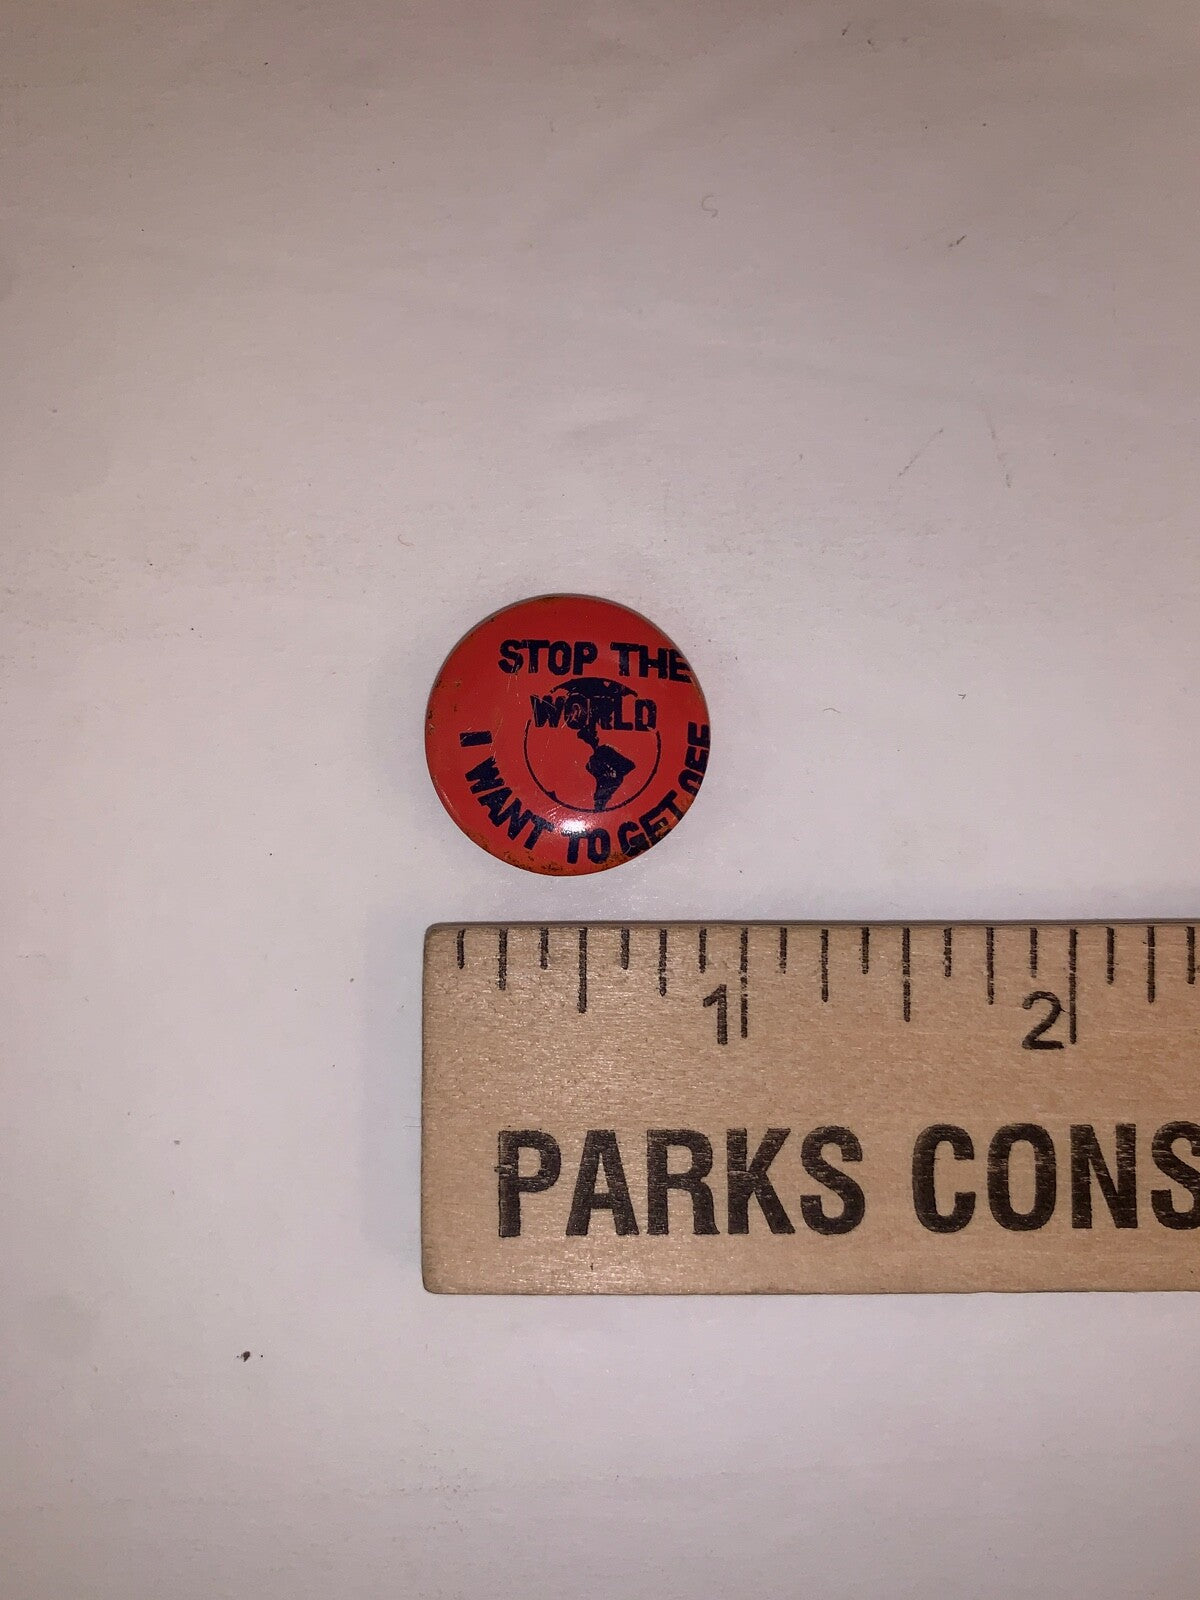 STOP THE
WORLD
I WANT TO GET OFF
1 2
PARKS CONS